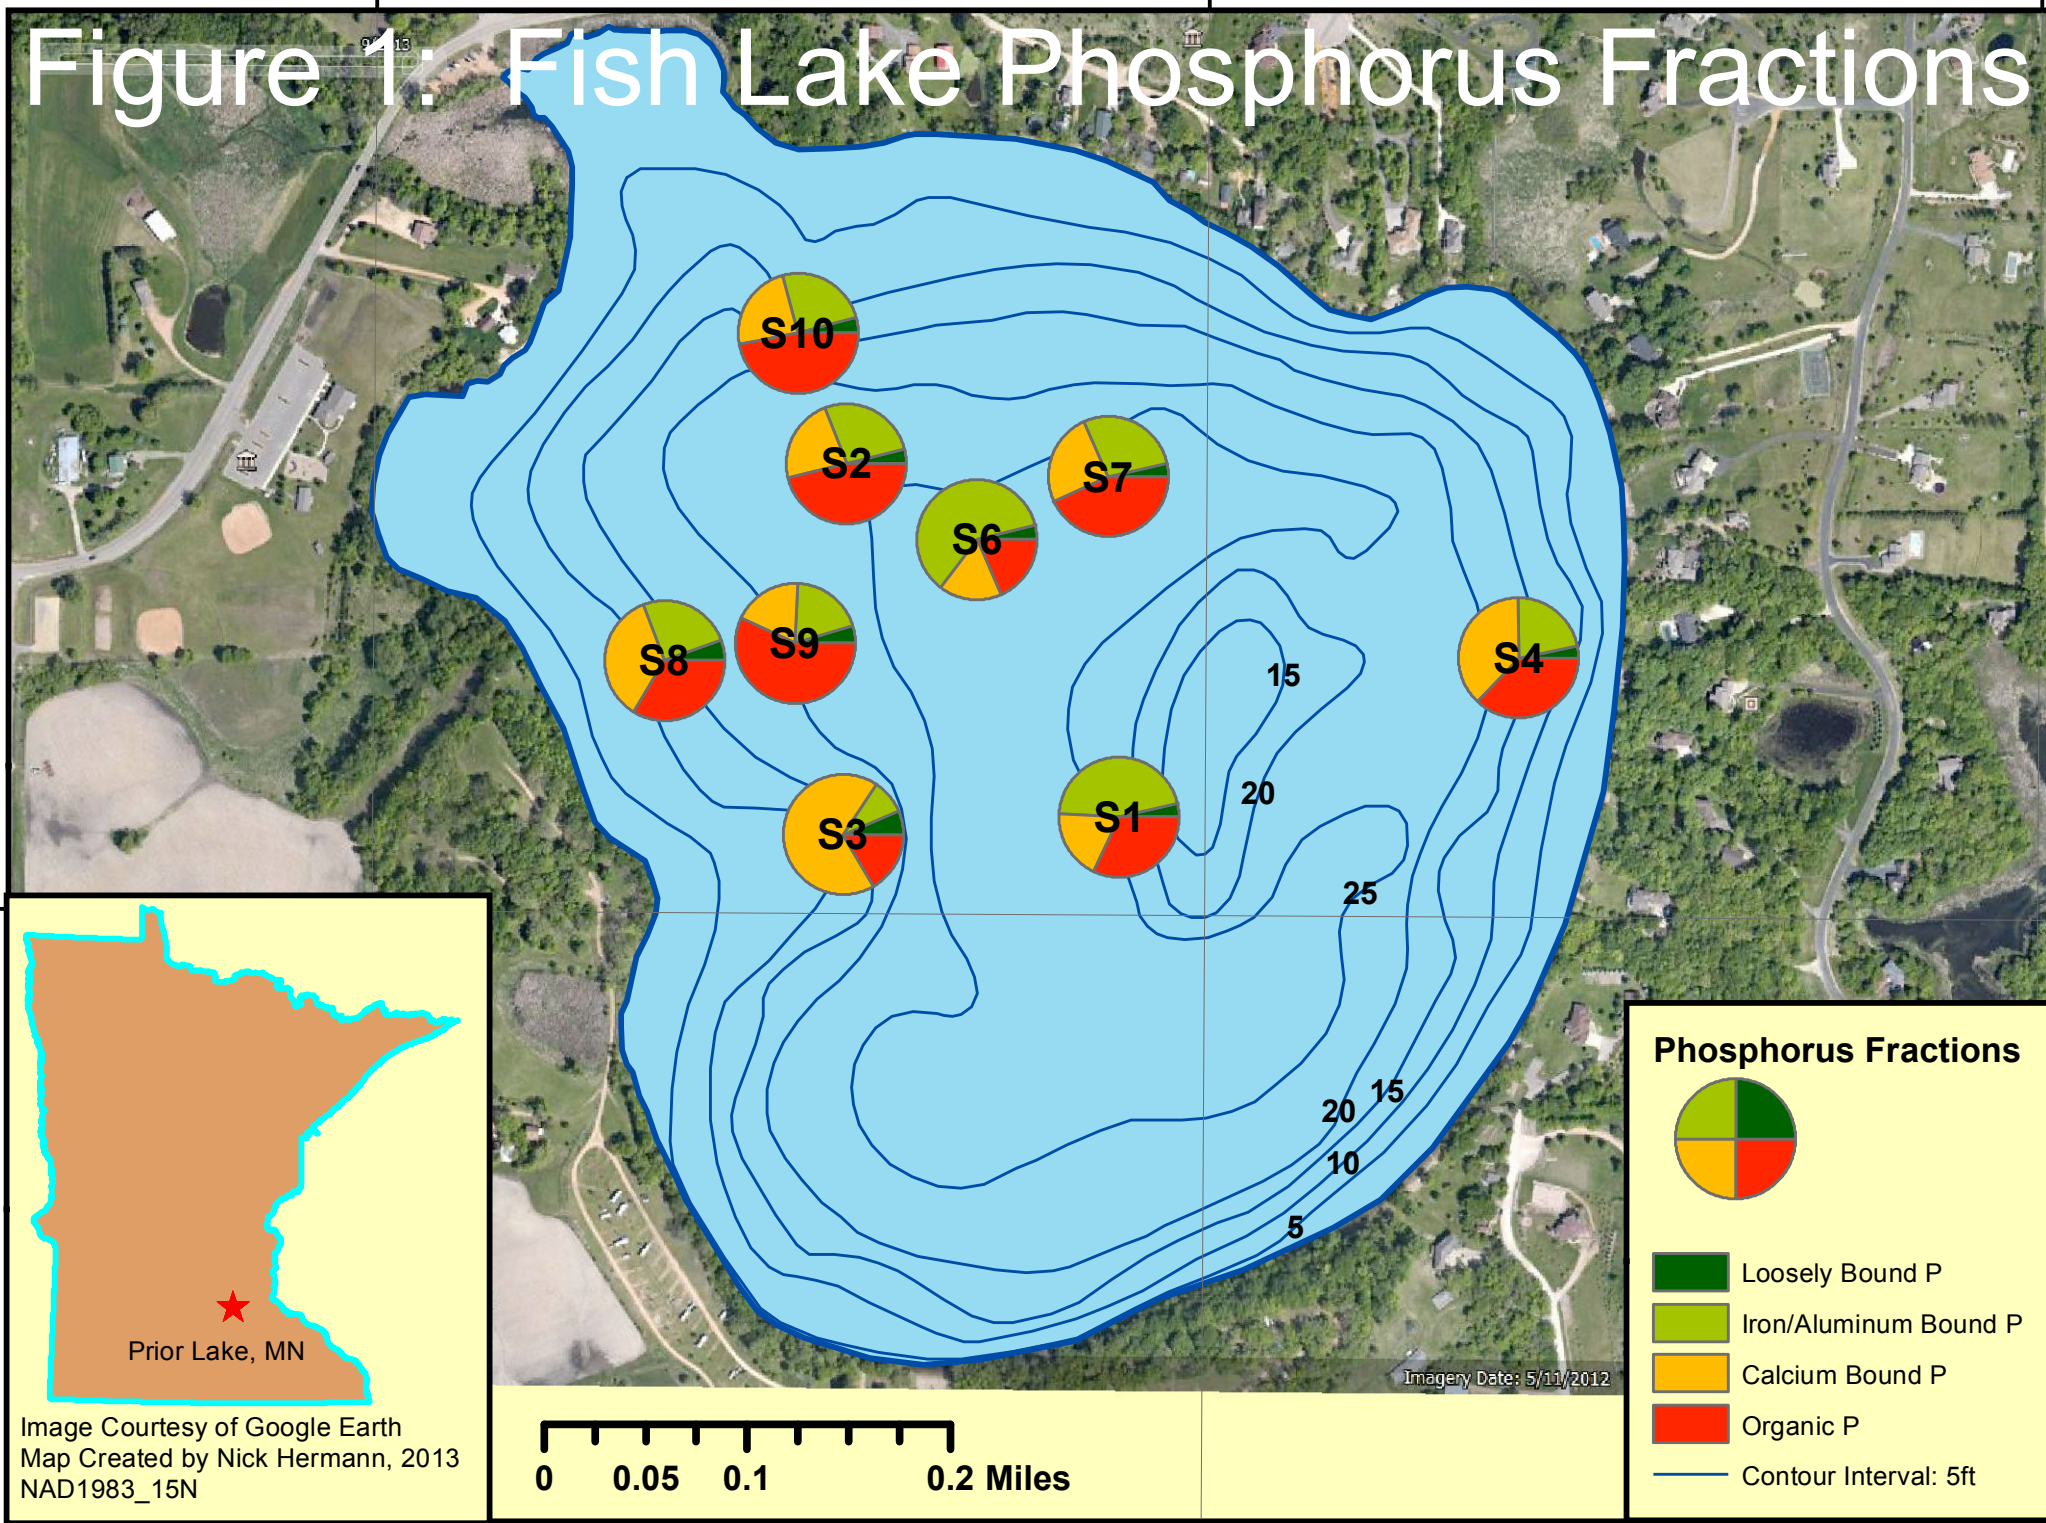 Figure 1: Fish Lake Phosphorus Fractions
S10
S2
S7
S6
S8
S9
S4
15
S3
S1
20
25
15
20
10
5
Prior Lake, MN
Image Courtesy of Google Earth
Map Created by Nick Hermann, 2013
NAD1983_15N
0 0.05 0.1 0.2 Miles
Imagery Date: 5/11/2012
Phosphorus Fractions
Loosely Bound P
Iron/Aluminum Bound P
Calcium Bound P
Organic P
Contour Interval: 5ft